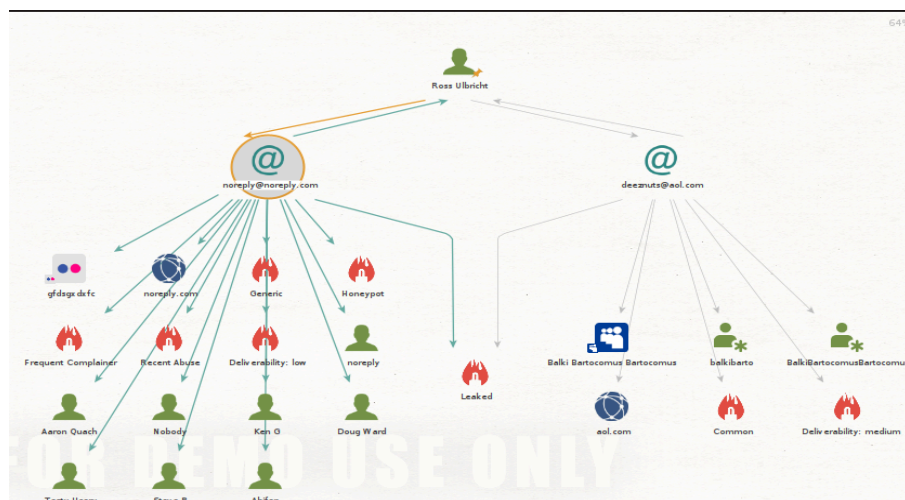 64%
Ross Ulbricht
noreply@noreply.com
deeznuts@aol.com
gfdsgxdxfc
noreply.com
Generic
Honeypot
Frequent Complainer
Recent Abuse
Deliverability: low
noreply
Balki Bartocomus Bartocomus
balkibarto
BalkiBartocomusBartocomu
Leaked
Aaron Quach
Nobody
Ken O
Doug Ward
aol.com
Common
Deliverability: medium
FOR DEMO USE ONLY